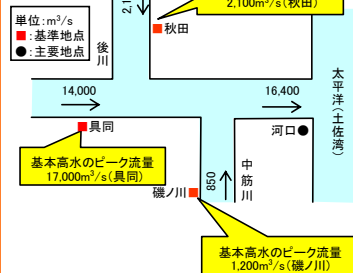 単位:m³/s
■:基準地点
●:主要地点
後川
2,1
秋田
2,100m³/s(秋田)
14,000
16,400
太平洋(土佐湾)
具同
河口
基本高水のピーク流量
17,000m³/s(具同)
磯ノ川
850
中筋川
基本高水のピーク流量
1,200m³/s(磯ノ川)